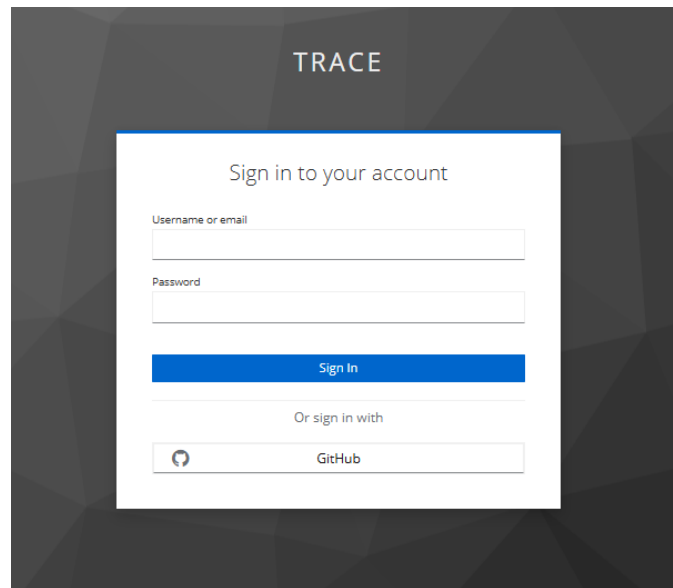 TRACE
Sign in to your account
Username or email
Password
Sign In
Or sign in with
GitHub